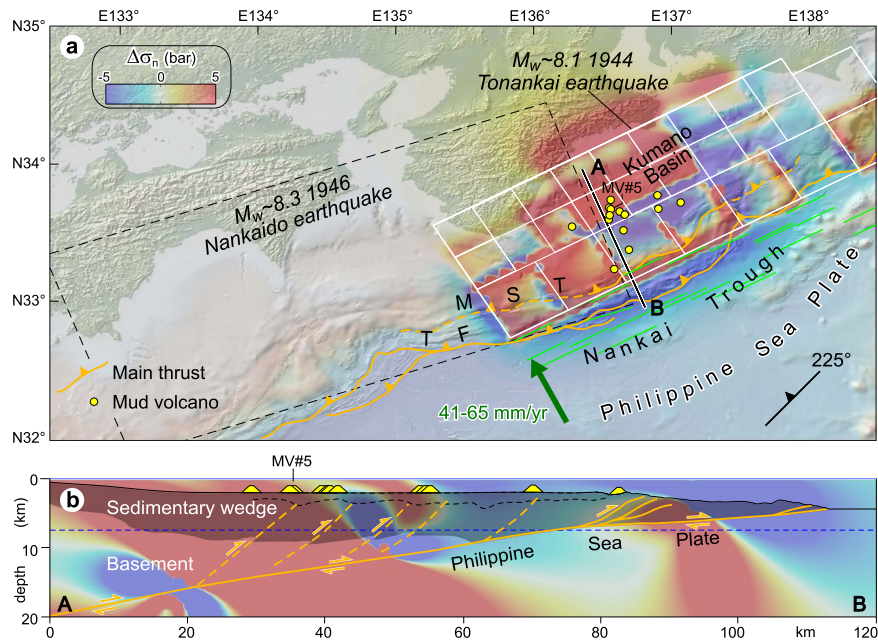 E133° E134° E135° E136° E137° E138°
N35°
a
Δσn (bar)
-5 0 5
Mw~8.1 1944
Tonankai earthquake
N34°
A
Kumano
Basin
MV#5
Mw~8.3 1946
Nankaido earthquake
N33°
M S T
B
T F
Nankai Trough
Philippine Sea Plate
Main thrust
Mud volcano
41-65 mm/yr
225°
N32°
MV#5
b
0
(km)
10
depth
20
Sedimentary wedge
Basement
Philippine Sea Plate
A
B
0 20 40 60 80 100 km 120